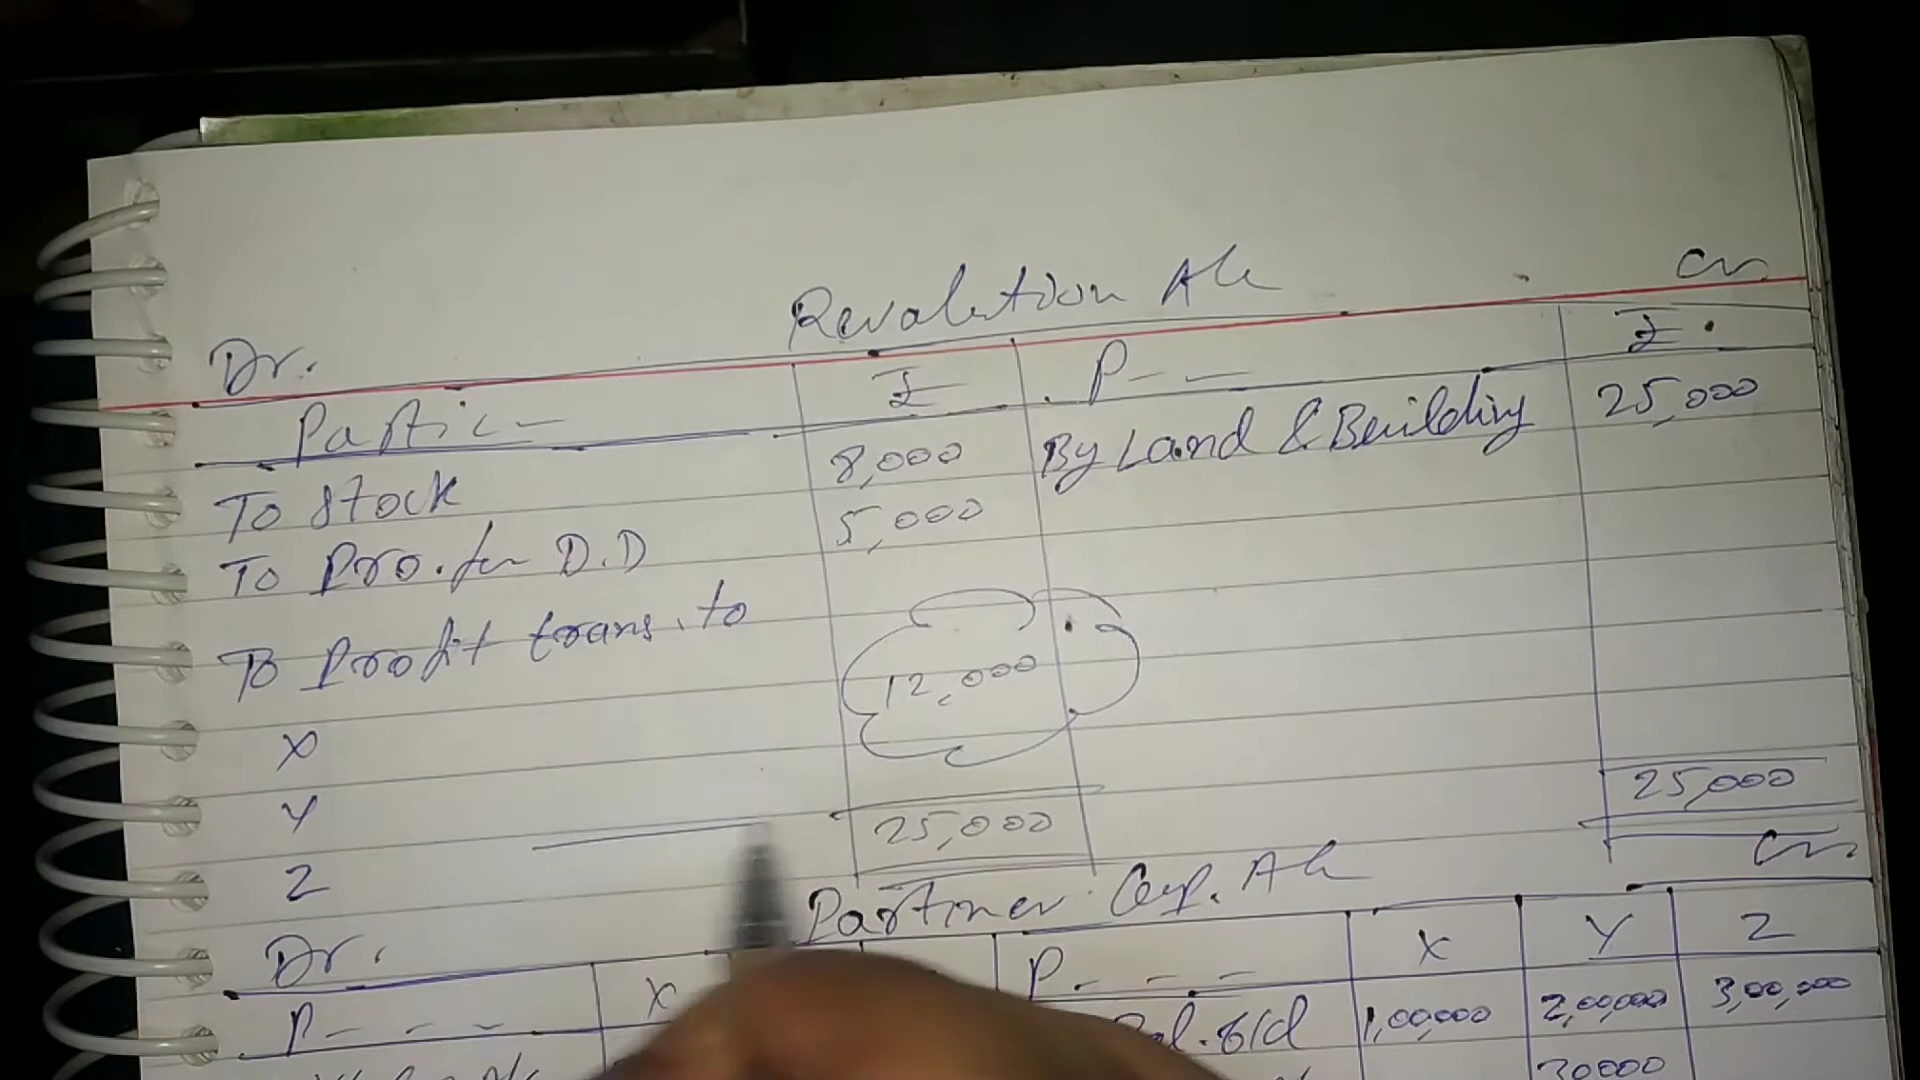 Revalution A/c
Dr. Cr.
Partic- ₹ P-- ₹
To Stock 8,000 By Land & Building 25,000
To Pro. for D.D 5,000
To Profit trans. to
12,000
X
Y
Z
25,000 25,000
Partner Cap. A/c
Dr. Cr.
P--- X P--- X Y Z
Bal. b/d 1,00,000 2,00,000 3,00,000
30000